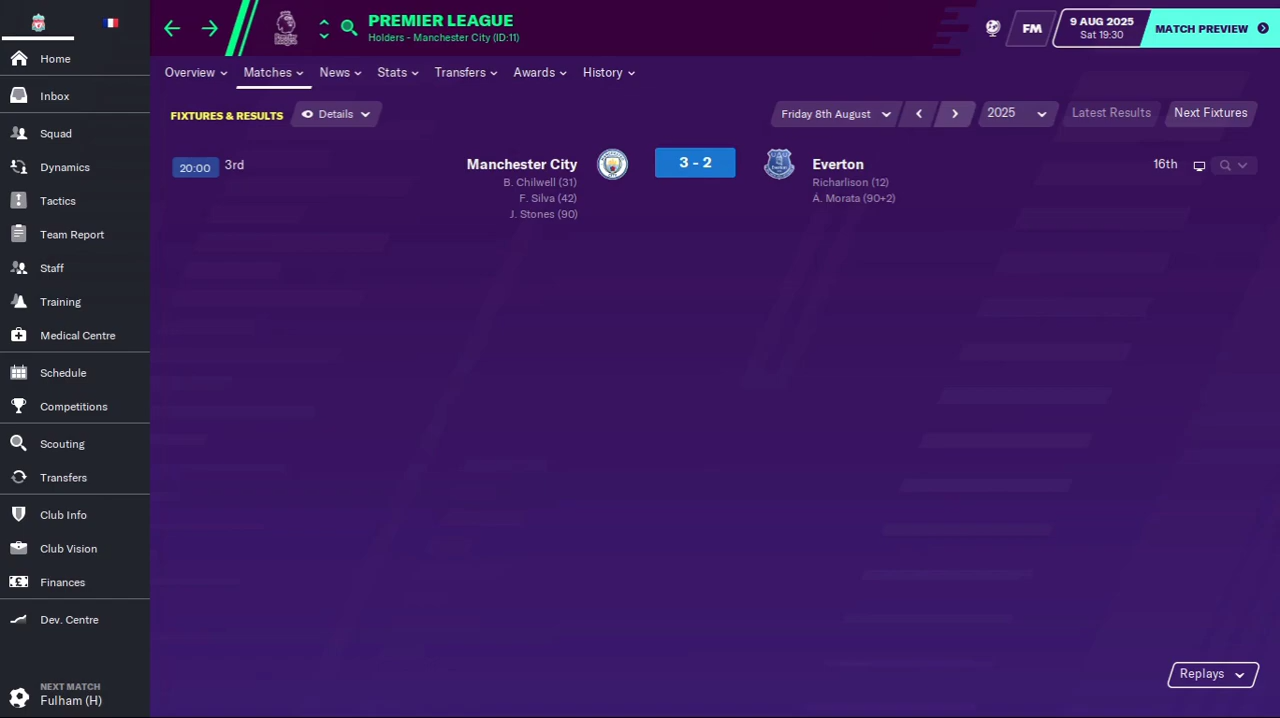 PREMIER LEAGUE
Holders - Manchester City (ID:11)
FM
9 AUG 2025
Sat 19:30
MATCH PREVIEW
Home
Inbox
Squad
Dynamics
Tactics
Team Report
Staff
Training
Medical Centre
Schedule
Competitions
Scouting
Transfers
Club Info
Club Vision
Finances
Dev. Centre
NEXT MATCH
Fulham (H)
Overview Matches News Stats Transfers Awards History
FIXTURES & RESULTS Details Friday 8th August 2025 Latest Results Next Fixtures
20:00 3rd Manchester City 3 - 2 Everton 16th
B. Chilwell (31) Richarlison (12)
F. Silva (42) Á. Morata (90+2)
J. Stones (90)
Replays